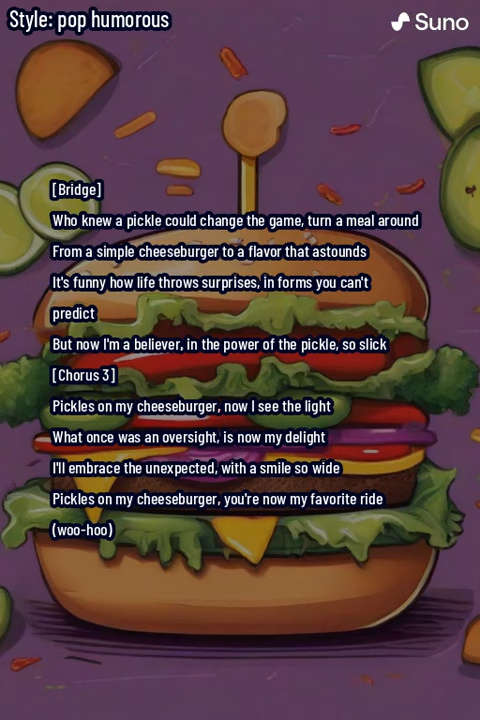 Style: pop humorous
Suno
[Bridge]
Who knew a pickle could change the game, turn a meal around
From a simple cheeseburger to a flavor that astounds
It's funny how life throws surprises, in forms you can't
predict
But now I'm a believer, in the power of the pickle, so slick
[Chorus 3]
Pickles on my cheeseburger, now I see the light
What once was an oversight, is now my delight
I'll embrace the unexpected, with a smile so wide
Pickles on my cheeseburger, you're now my favorite ride
(woo-hoo)